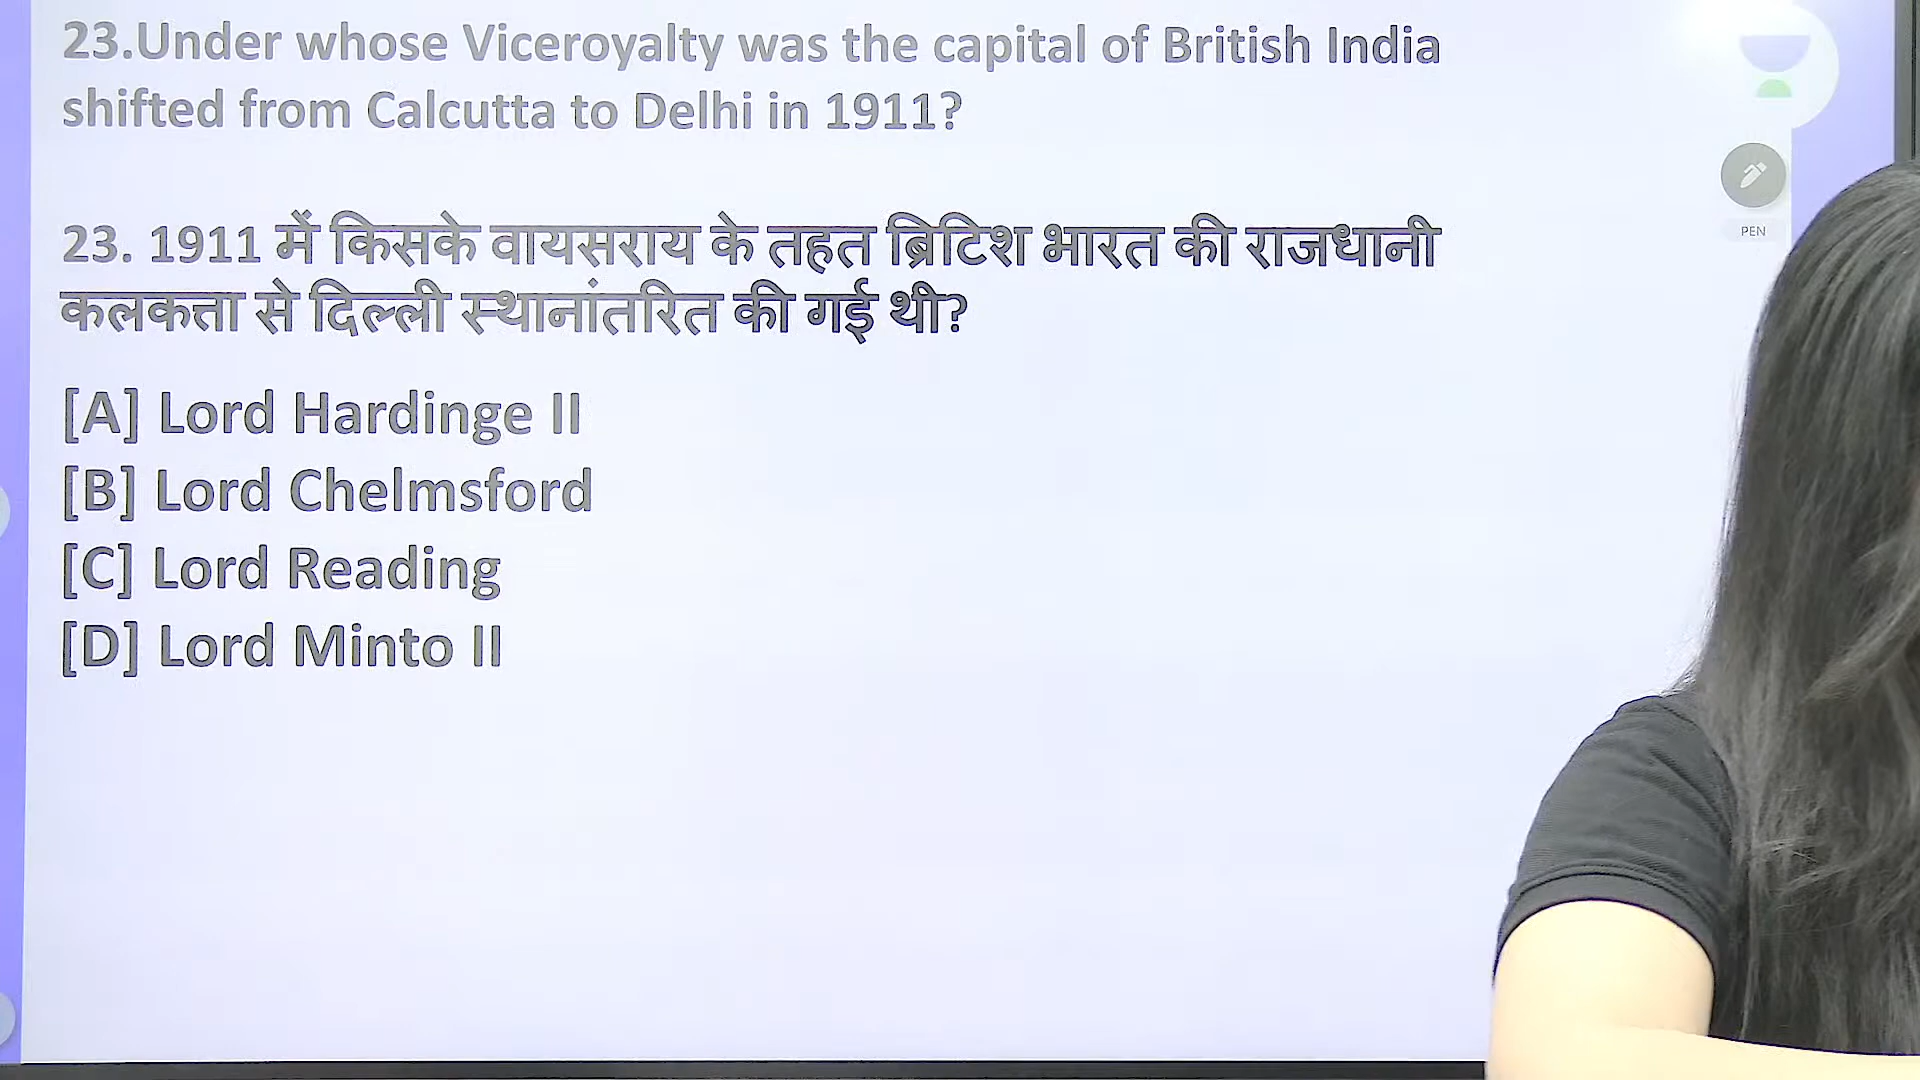 23.Under whose Viceroyalty was the capital of British India
shifted from Calcutta to Delhi in 1911?
23. 1911 में किसके वायसराय के तहत ब्रिटिश भारत की राजधानी
कलकत्ता से दिल्ली स्थानांतरित की गई थी?
[A] Lord Hardinge II
[B] Lord Chelmsford
[C] Lord Reading
[D] Lord Minto II
PEN